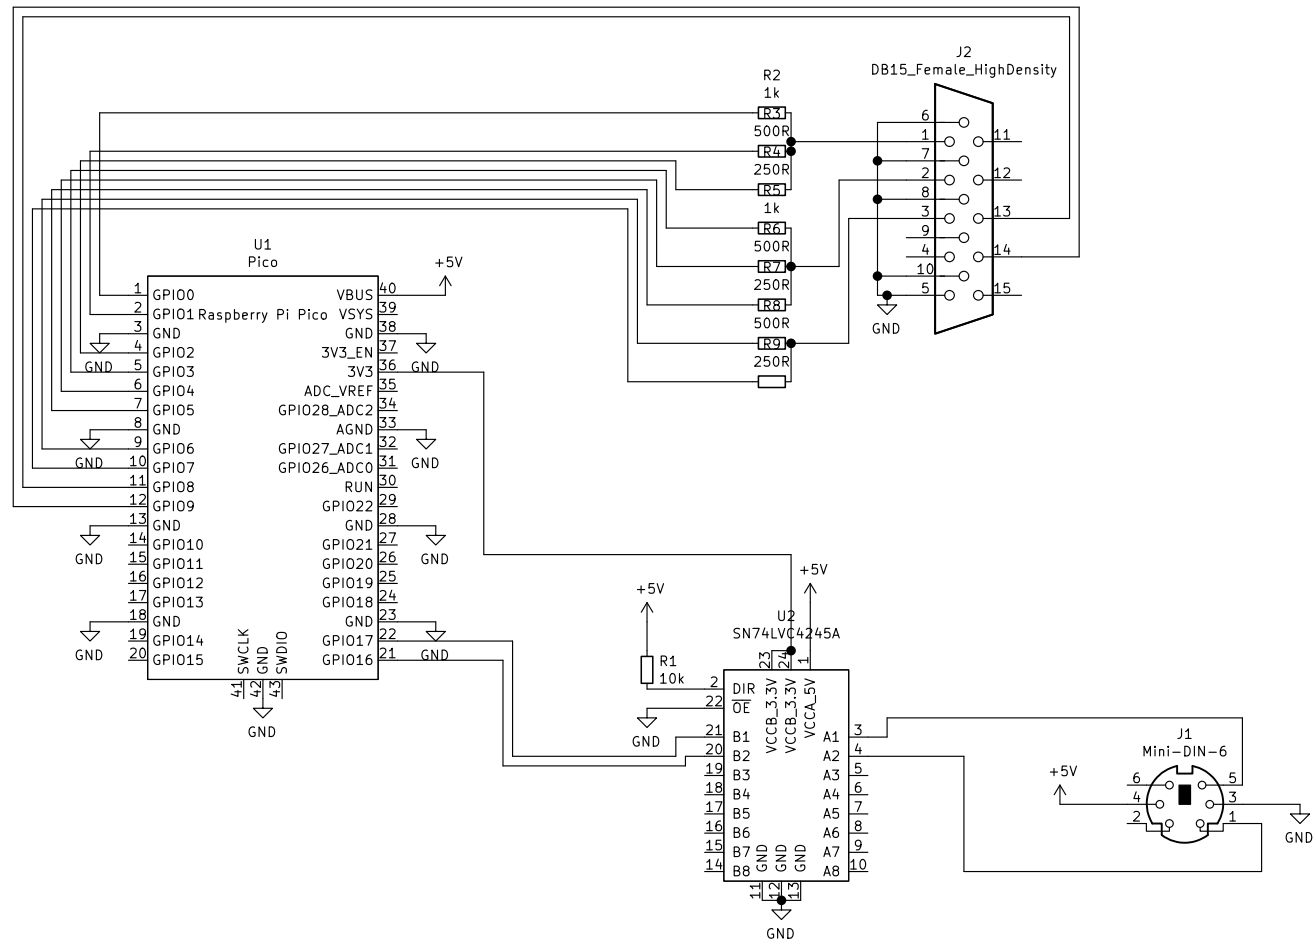 J2
DB15_Female_HighDensity
R2
1k
R3
500R
R4
250R
R5
1k
R6
500R
R7
250R
R8
500R
R9
250R
6
1
7
2
8
3
9
4
10
5
11
12
13
14
15
GND
U1
Pico
+5V
Raspberry Pi Pico
1 GPIO0
2 GPIO1
3 GND
4 GPIO2
5 GPIO3
6 GPIO4
7 GPIO5
8 GND
9 GPIO6
10 GPIO7
11 GPIO8
12 GPIO9
13 GND
14 GPIO10
15 GPIO11
16 GPIO12
17 GPIO13
18 GND
19 GPIO14
20 GPIO15
VBUS 40
VSYS 39
GND 38
3V3_EN 37
3V3 36
ADC_VREF 35
GPIO28_ADC2 34
AGND 33
GPIO27_ADC1 32
GPIO26_ADC0 31
RUN 30
GPIO22 29
GND 28
GPIO21 27
GPIO20 26
GPIO19 25
GPIO18 24
GND 23
GPIO17 22
GPIO16 21
SWCLK 41
GND 42
SWDIO 43
GND
GND
GND
GND
GND
GND
GND
GND
GND
+5V
R1
10k
GND
+5V
U2
SN74LVC4245A
23 VCCB_3.3V
24 VCCB_3.3V
1 VCCA_5V
2 DIR
22 OE
21 B1
20 B2
19 B3
18 B4
17 B5
16 B6
15 B7
14 B8
A1 3
A2 4
A3 5
A4 6
A5 7
A6 8
A7 9
A8 10
GND 11
GND 12
GND 13
GND
J1
Mini-DIN-6
+5V
6
4
2
5
3
1
GND